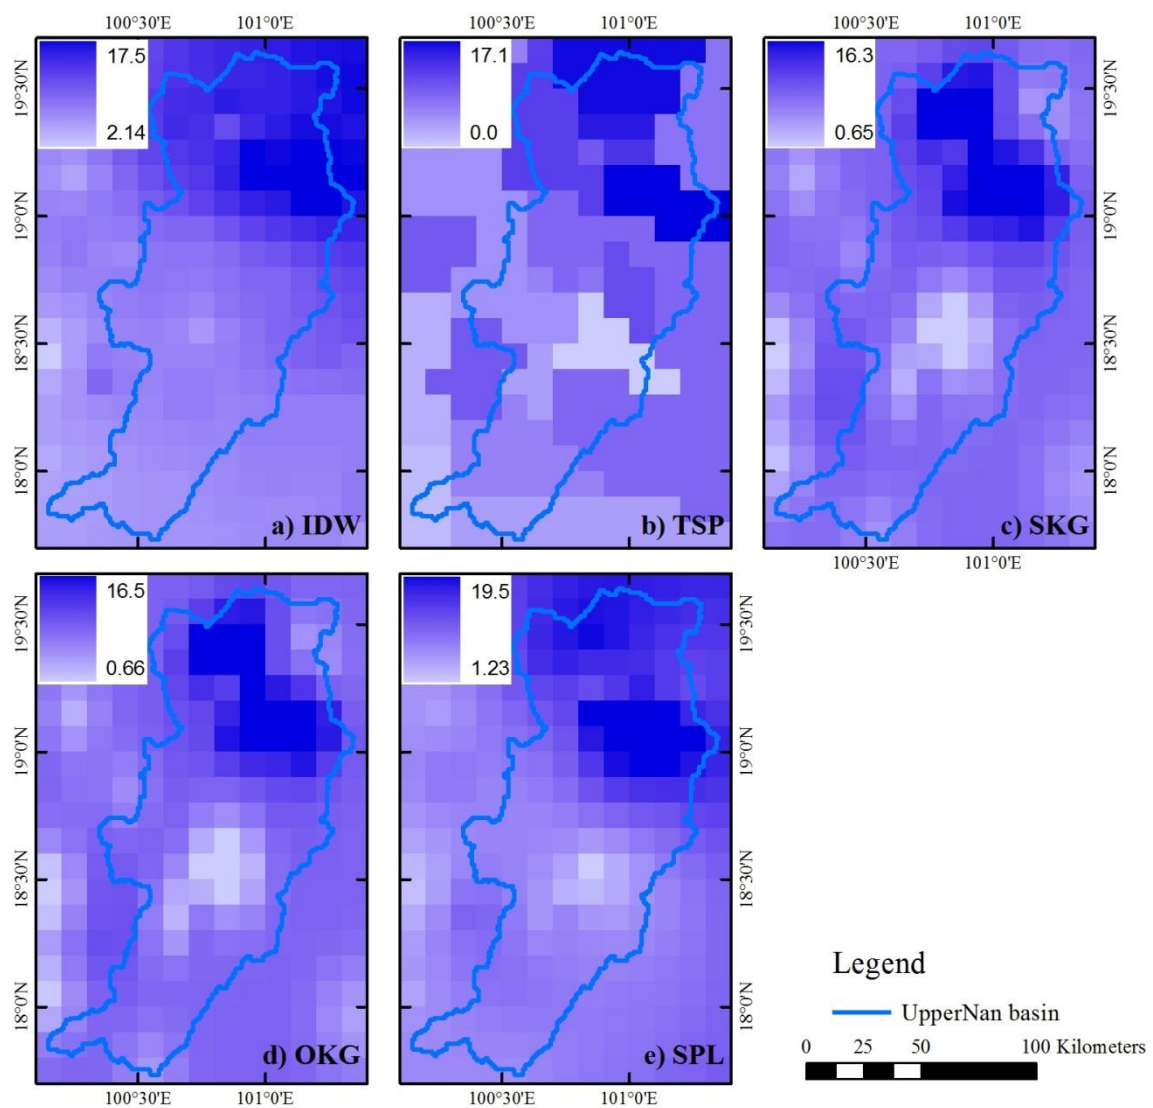 100°30'E 101°0'E 100°30'E 101°0'E 100°30'E 101°0'E
17.5 17.1 16.3
2.14 0.0 0.65
19°30'N 19°30'N
19°0'N 19°0'N
18°30'N 18°30'N
18°0'N 18°0'N
a) IDW b) TSP c) SKG
100°30'E 101°0'E
16.5 19.5
0.66 1.23
19°30'N 19°30'N
19°0'N 19°0'N
18°30'N 18°30'N
18°0'N 18°0'N
d) OKG e) SPL
100°30'E 101°0'E 100°30'E 101°0'E
Legend
UpperNan basin
0 25 50 100 Kilometers